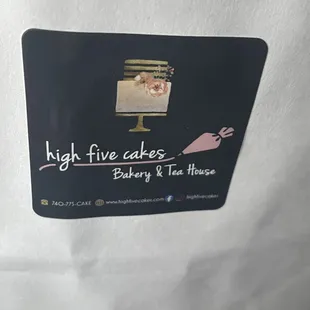 high five cakes
Bakery & Tea House
740-775-CAKE www.highfivecakes.com highfivecakes